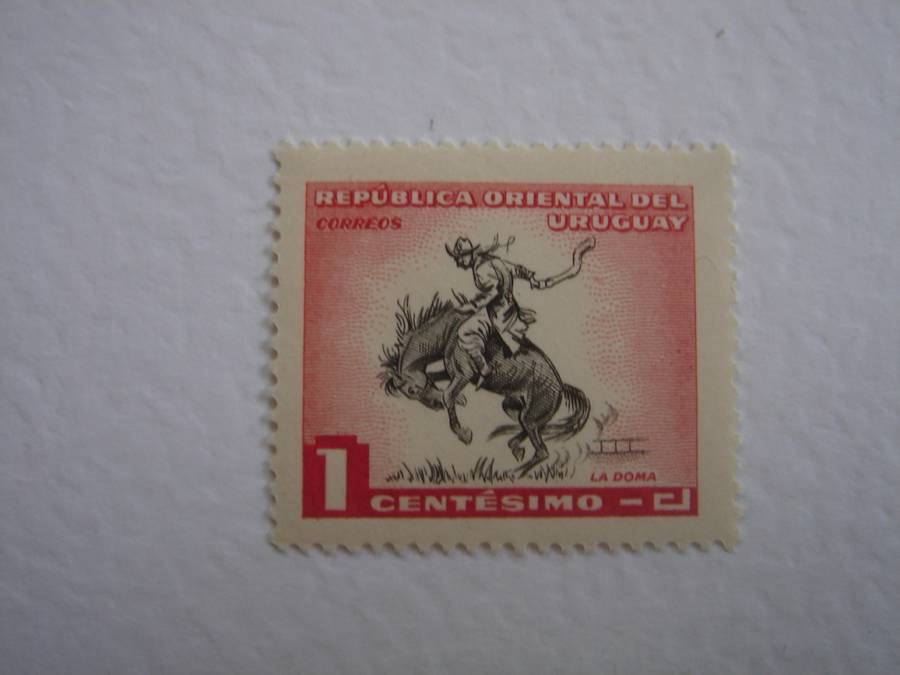 REPÚBLICA ORIENTAL DEL
URUGUAY
CORREOS
LA DOMA
1 CENTÉSIMO